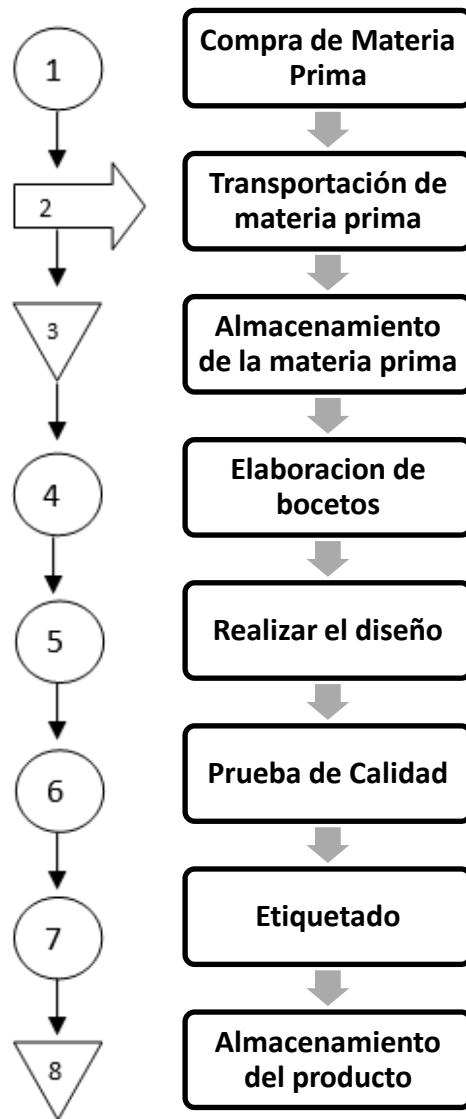 1
Compra de Materia
Prima
2
Transportación de
materia prima
3
Almacenamiento
de la materia prima
4
Elaboracion de
bocetos
5
Realizar el diseño
6
Prueba de Calidad
7
Etiquetado
8
Almacenamiento
del producto